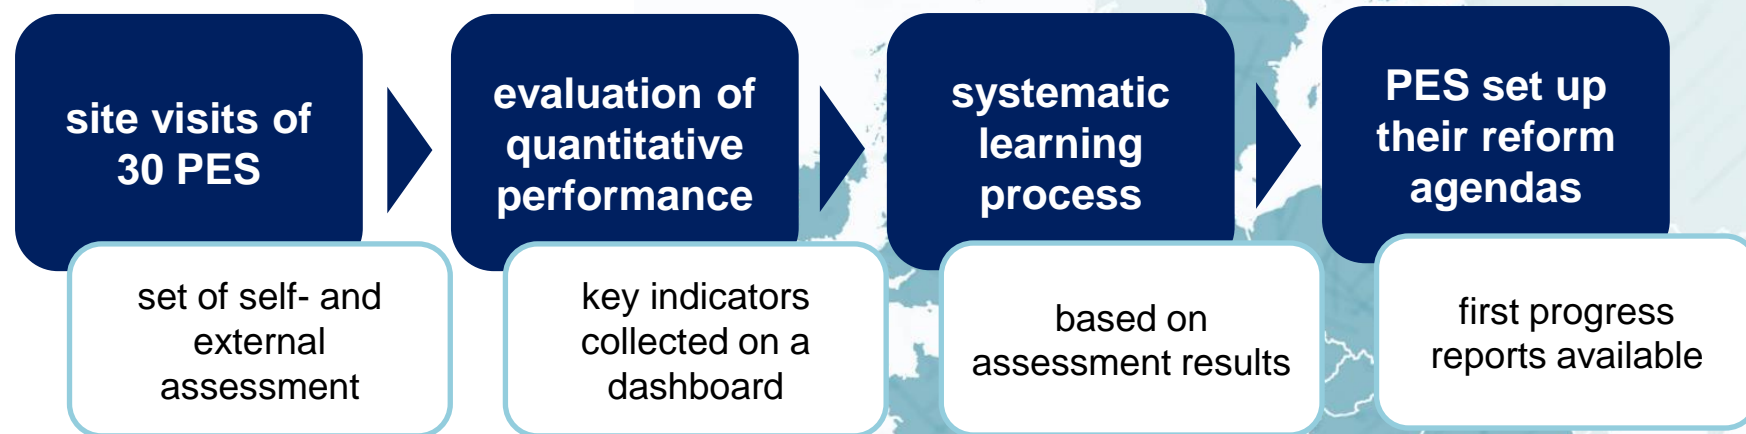 site visits of
30 PES
set of self- and
external
assessment
evaluation of
quantitative
performance
key indicators
collected on a
dashboard
systematic
learning
process
based on
assessment results
PES set up
their reform
agendas
first progress
reports available